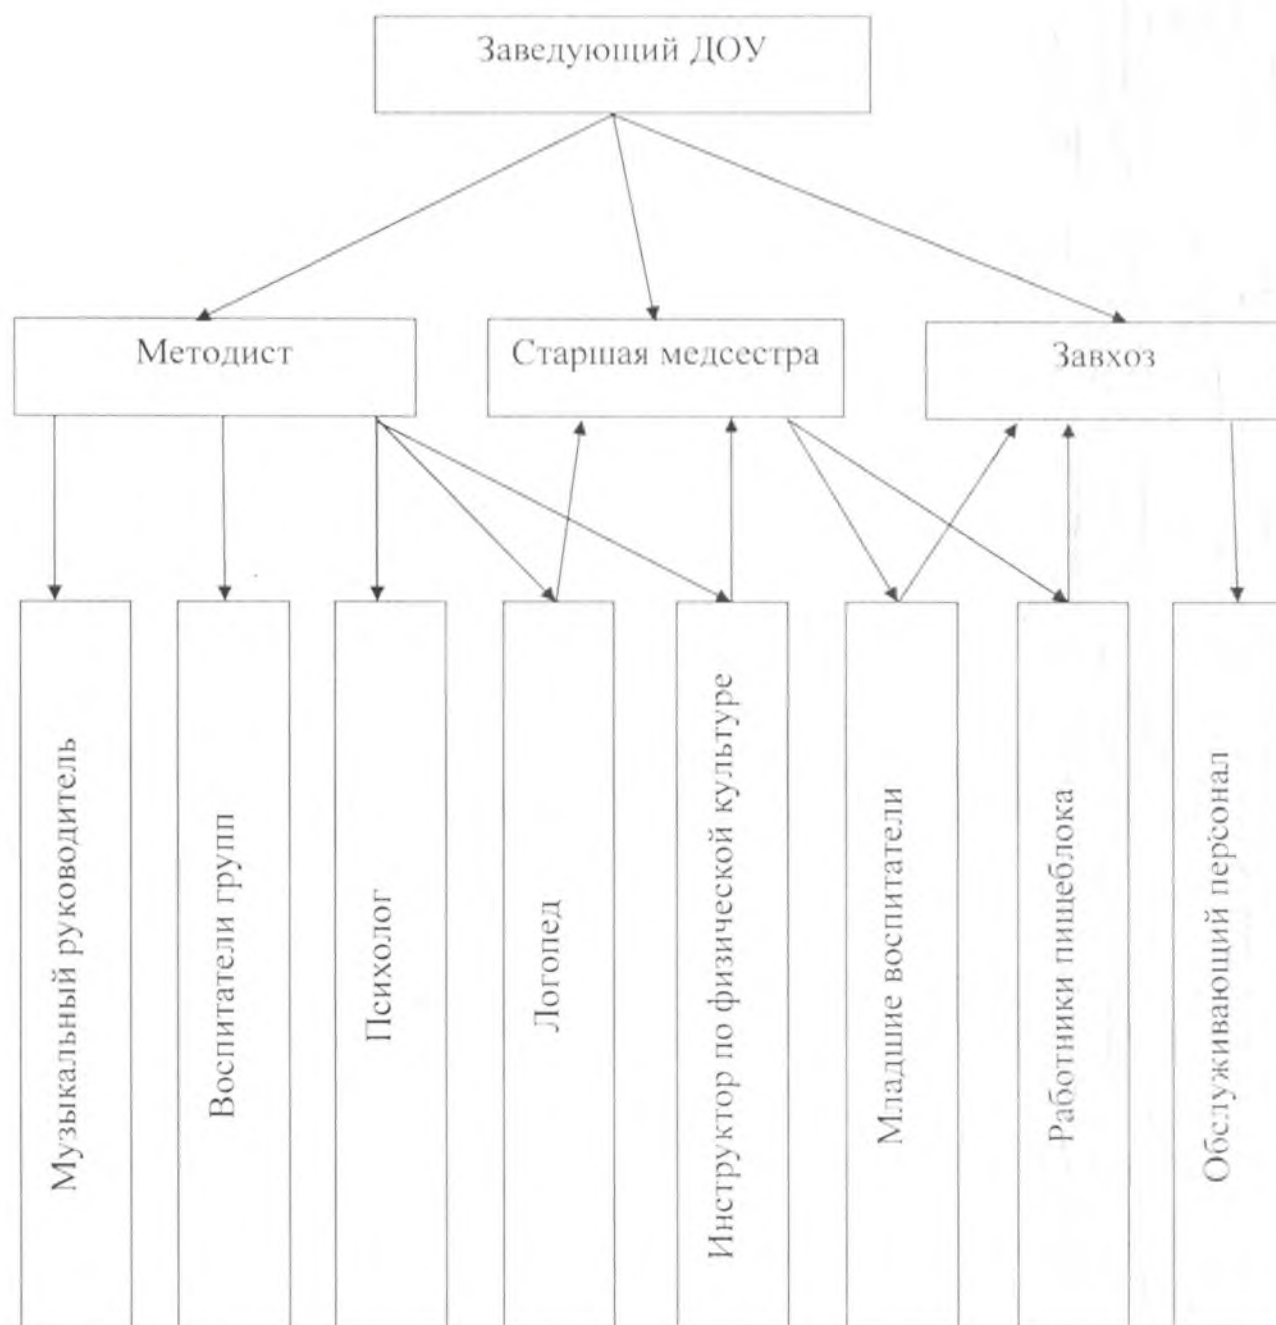 Заведующий ДОУ
Методист
Старшая медсестра
Завхоз
Музыкальный руководитель
Воспитатели групп
Психолог
Логопед
Инструктор по физической культуре
Младшие воспитатели
Работники пищеблока
Обслуживающий персонал